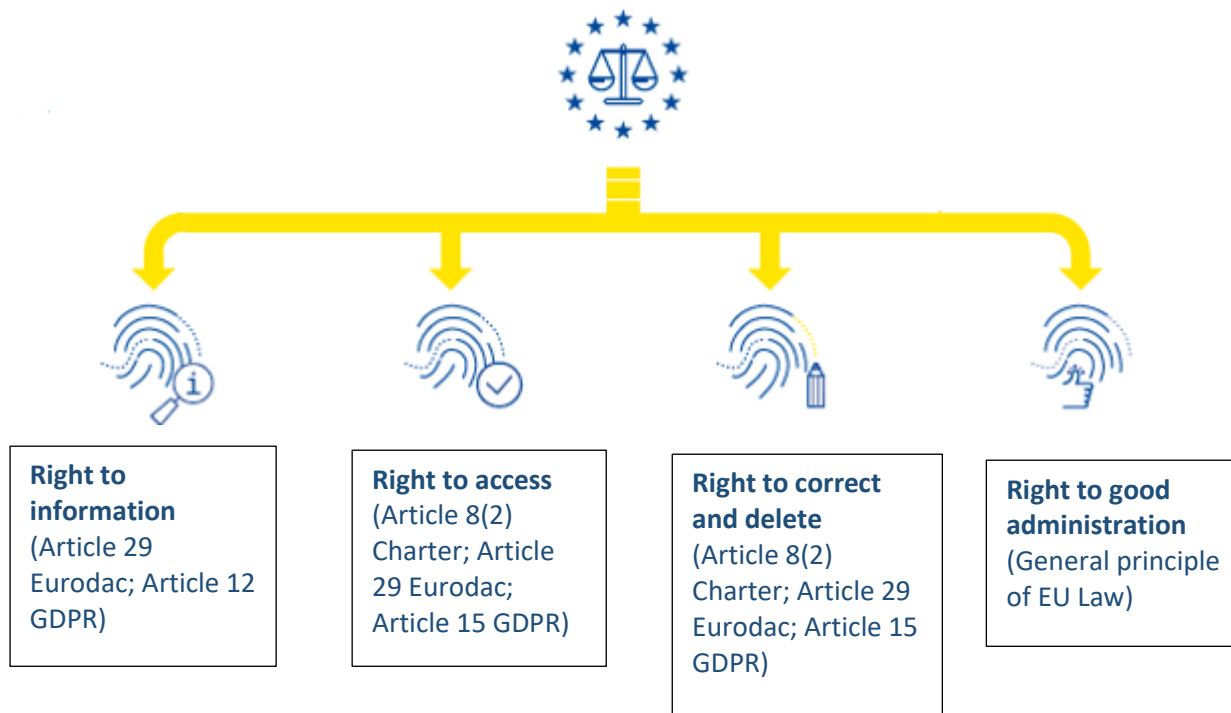 Right to
information
(Article 29
Eurodac; Article 12
GDPR)
Right to access
(Article 8(2)
Charter; Article
29 Eurodac;
Article 15 GDPR)
Right to correct
and delete
(Article 8(2)
Charter; Article 29
Eurodac; Article 15
GDPR)
Right to good
administration
(General principle
of EU Law)